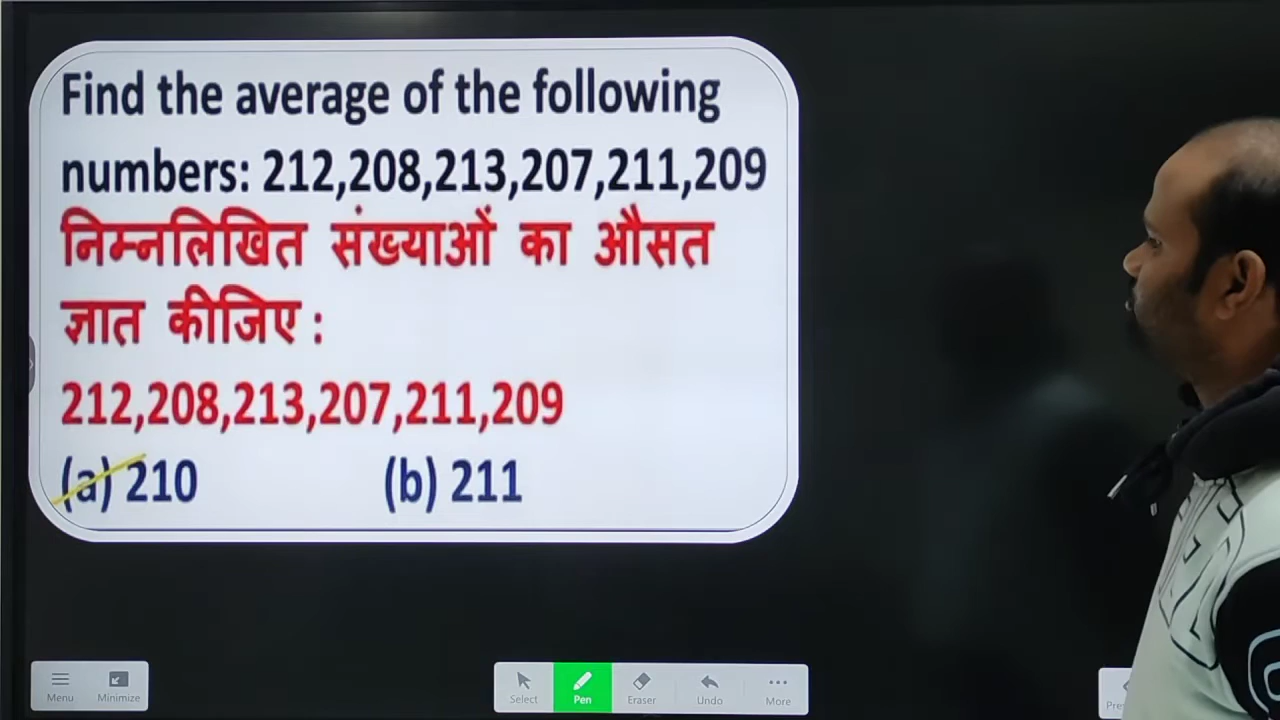 Find the average of the following
numbers: 212,208,213,207,211,209
निम्नलिखित संख्याओं का औसत
ज्ञात कीजिए :
212,208,213,207,211,209
(a) 210 (b) 211
Menu Minimize Select Pen Eraser Undo More